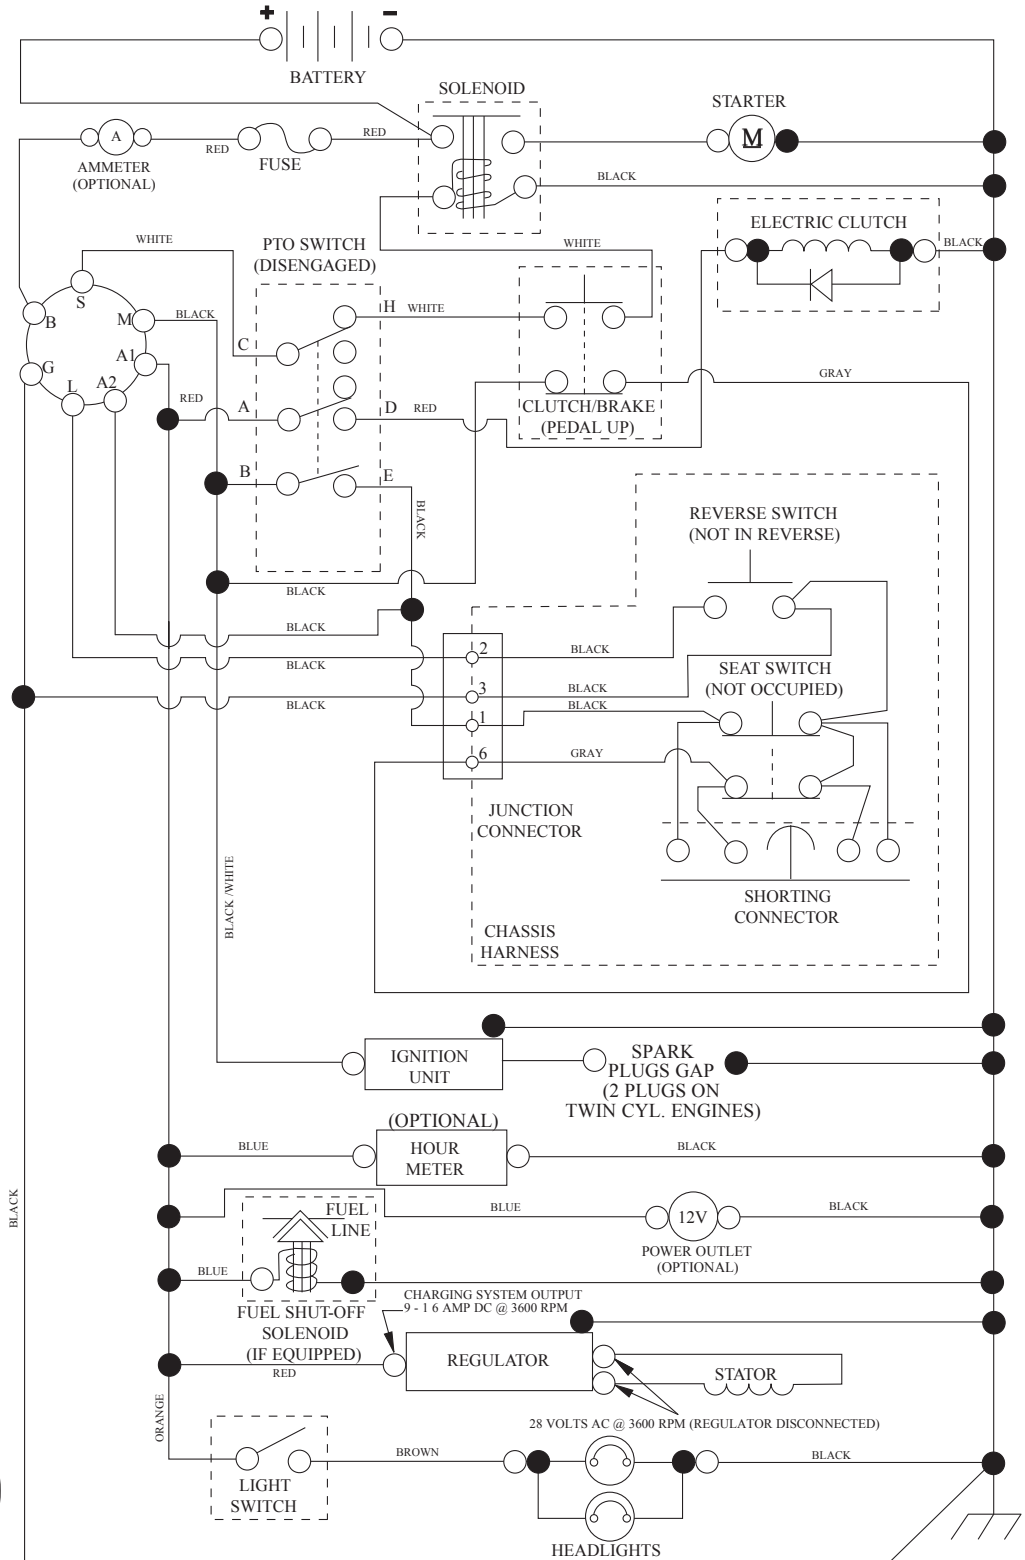 +
-
BATTERY
SOLENOID
STARTER
M
A
AMMETER
(OPTIONAL)
RED
FUSE
RED
BLACK
ELECTRIC CLUTCH
BLACK
WHITE
PTO SWITCH
(DISENGAGED)
WHITE
S
B
M
BLACK
H
WHITE
G
A1
C
L
A2
RED
A
D
RED
GRAY
CLUTCH/BRAKE
(PEDAL UP)
B
E
BLACK
REVERSE SWITCH
(NOT IN REVERSE)
BLACK
BLACK
BLACK
2
BLACK
SEAT SWITCH
(NOT OCCUPIED)
3
BLACK
BLACK
BLACK
1
6
GRAY
JUNCTION
CONNECTOR
SHORTING
CONNECTOR
BLACK /WHITE
CHASSIS
HARNESS
IGNITION
UNIT
SPARK
PLUGS GAP
(2 PLUGS ON
TWIN CYL. ENGINES)
(OPTIONAL)
HOUR
METER
BLUE
BLACK
BLACK
FUEL
LINE
BLUE
12V
BLACK
POWER OUTLET
(OPTIONAL)
BLUE
FUEL SHUT-OFF
SOLENOID
(IF EQUIPPED)
CHARGING SYSTEM OUTPUT
9 - 1 6 AMP DC @ 3600 RPM
RED
REGULATOR
STATOR
28 VOLTS AC @ 3600 RPM (REGULATOR DISCONNECTED)
ORANGE
LIGHT
SWITCH
BROWN
BLACK
HEADLIGHTS